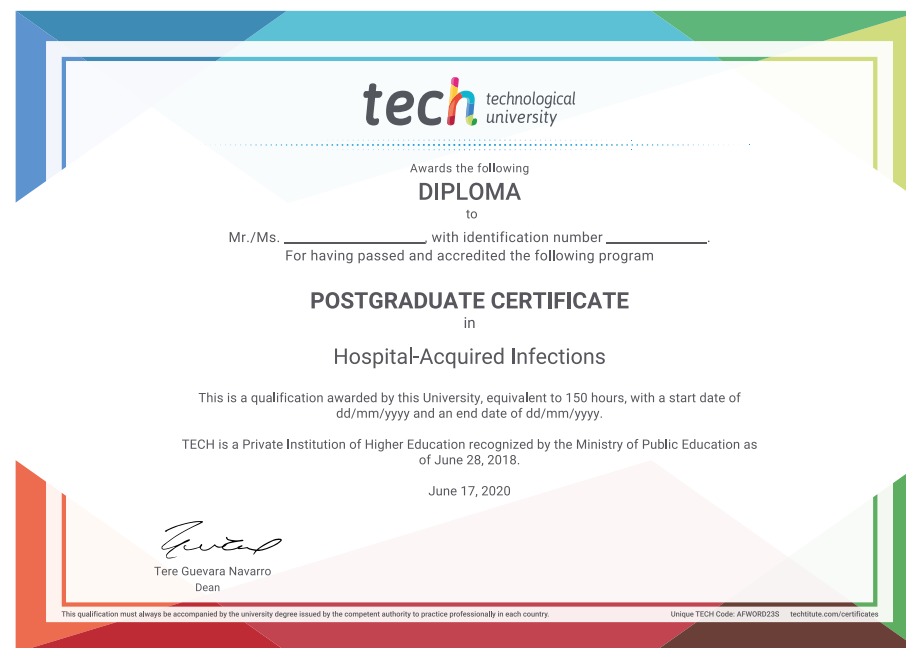 tech technological
university
Awards the following
DIPLOMA
to
Mr./Ms. ____________, with identification number ____________.
For having passed and accredited the following program
POSTGRADUATE CERTIFICATE
in
Hospital-Acquired Infections
This is a qualification awarded by this University, equivalent to 150 hours, with a start date of
dd/mm/yyyy and an end date of dd/mm/yyyy.
TECH is a Private Institution of Higher Education recognized by the Ministry of Public Education as
of June 28, 2018.
June 17, 2020
Tere Guevara Navarro
Dean
This qualification must always be accompanied by the university degree issued by the competent authority to practice professionally in each country. Unique TECH Code: AFWORD23S techtitute.com/certificates